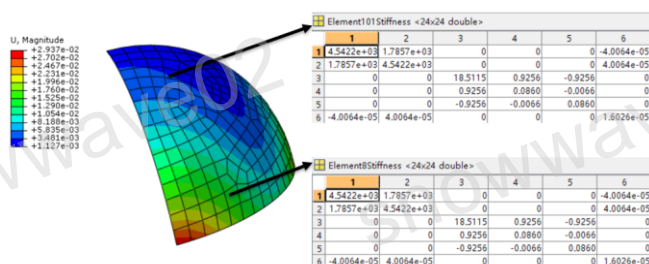 U, Magnitude
+2.937e-02
+2.702e-02
+2.467e-02
+2.231e-02
+1.996e-02
+1.760e-02
+1.525e-02
+1.290e-02
+1.054e-02
+8.188e-03
+5.835e-03
+3.481e-03
+1.127e-03
Element101Stiffness <24x24 double>
1 2 3 4 5 6
1 4.5422e+03 1.7857e+03 0 0 0 -4.0064e-05
2 1.7857e+03 4.5422e+03 0 0 0 4.0064e-05
3 0 0 18.5115 0.9256 -0.9256 0
4 0 0 0.9256 0.0860 -0.0066 0
5 0 0 -0.9256 -0.0066 0.0860 0
6 -4.0064e-05 4.0064e-05 0 0 0 1.6026e-05
Element8Stiffness <24x24 double>
1 2 3 4 5 6
1 4.5422e+03 1.7857e+03 0 0 0 -4.0064e-05
2 1.7857e+03 4.5422e+03 0 0 0 4.0064e-05
3 0 0 18.5115 0.9256 -0.9256 0
4 0 0 0.9256 0.0860 -0.0066 0
5 0 0 -0.9256 -0.0066 0.0860 0
6 -4.0064e-05 4.0064e-05 0 0 0 1.6026e-05